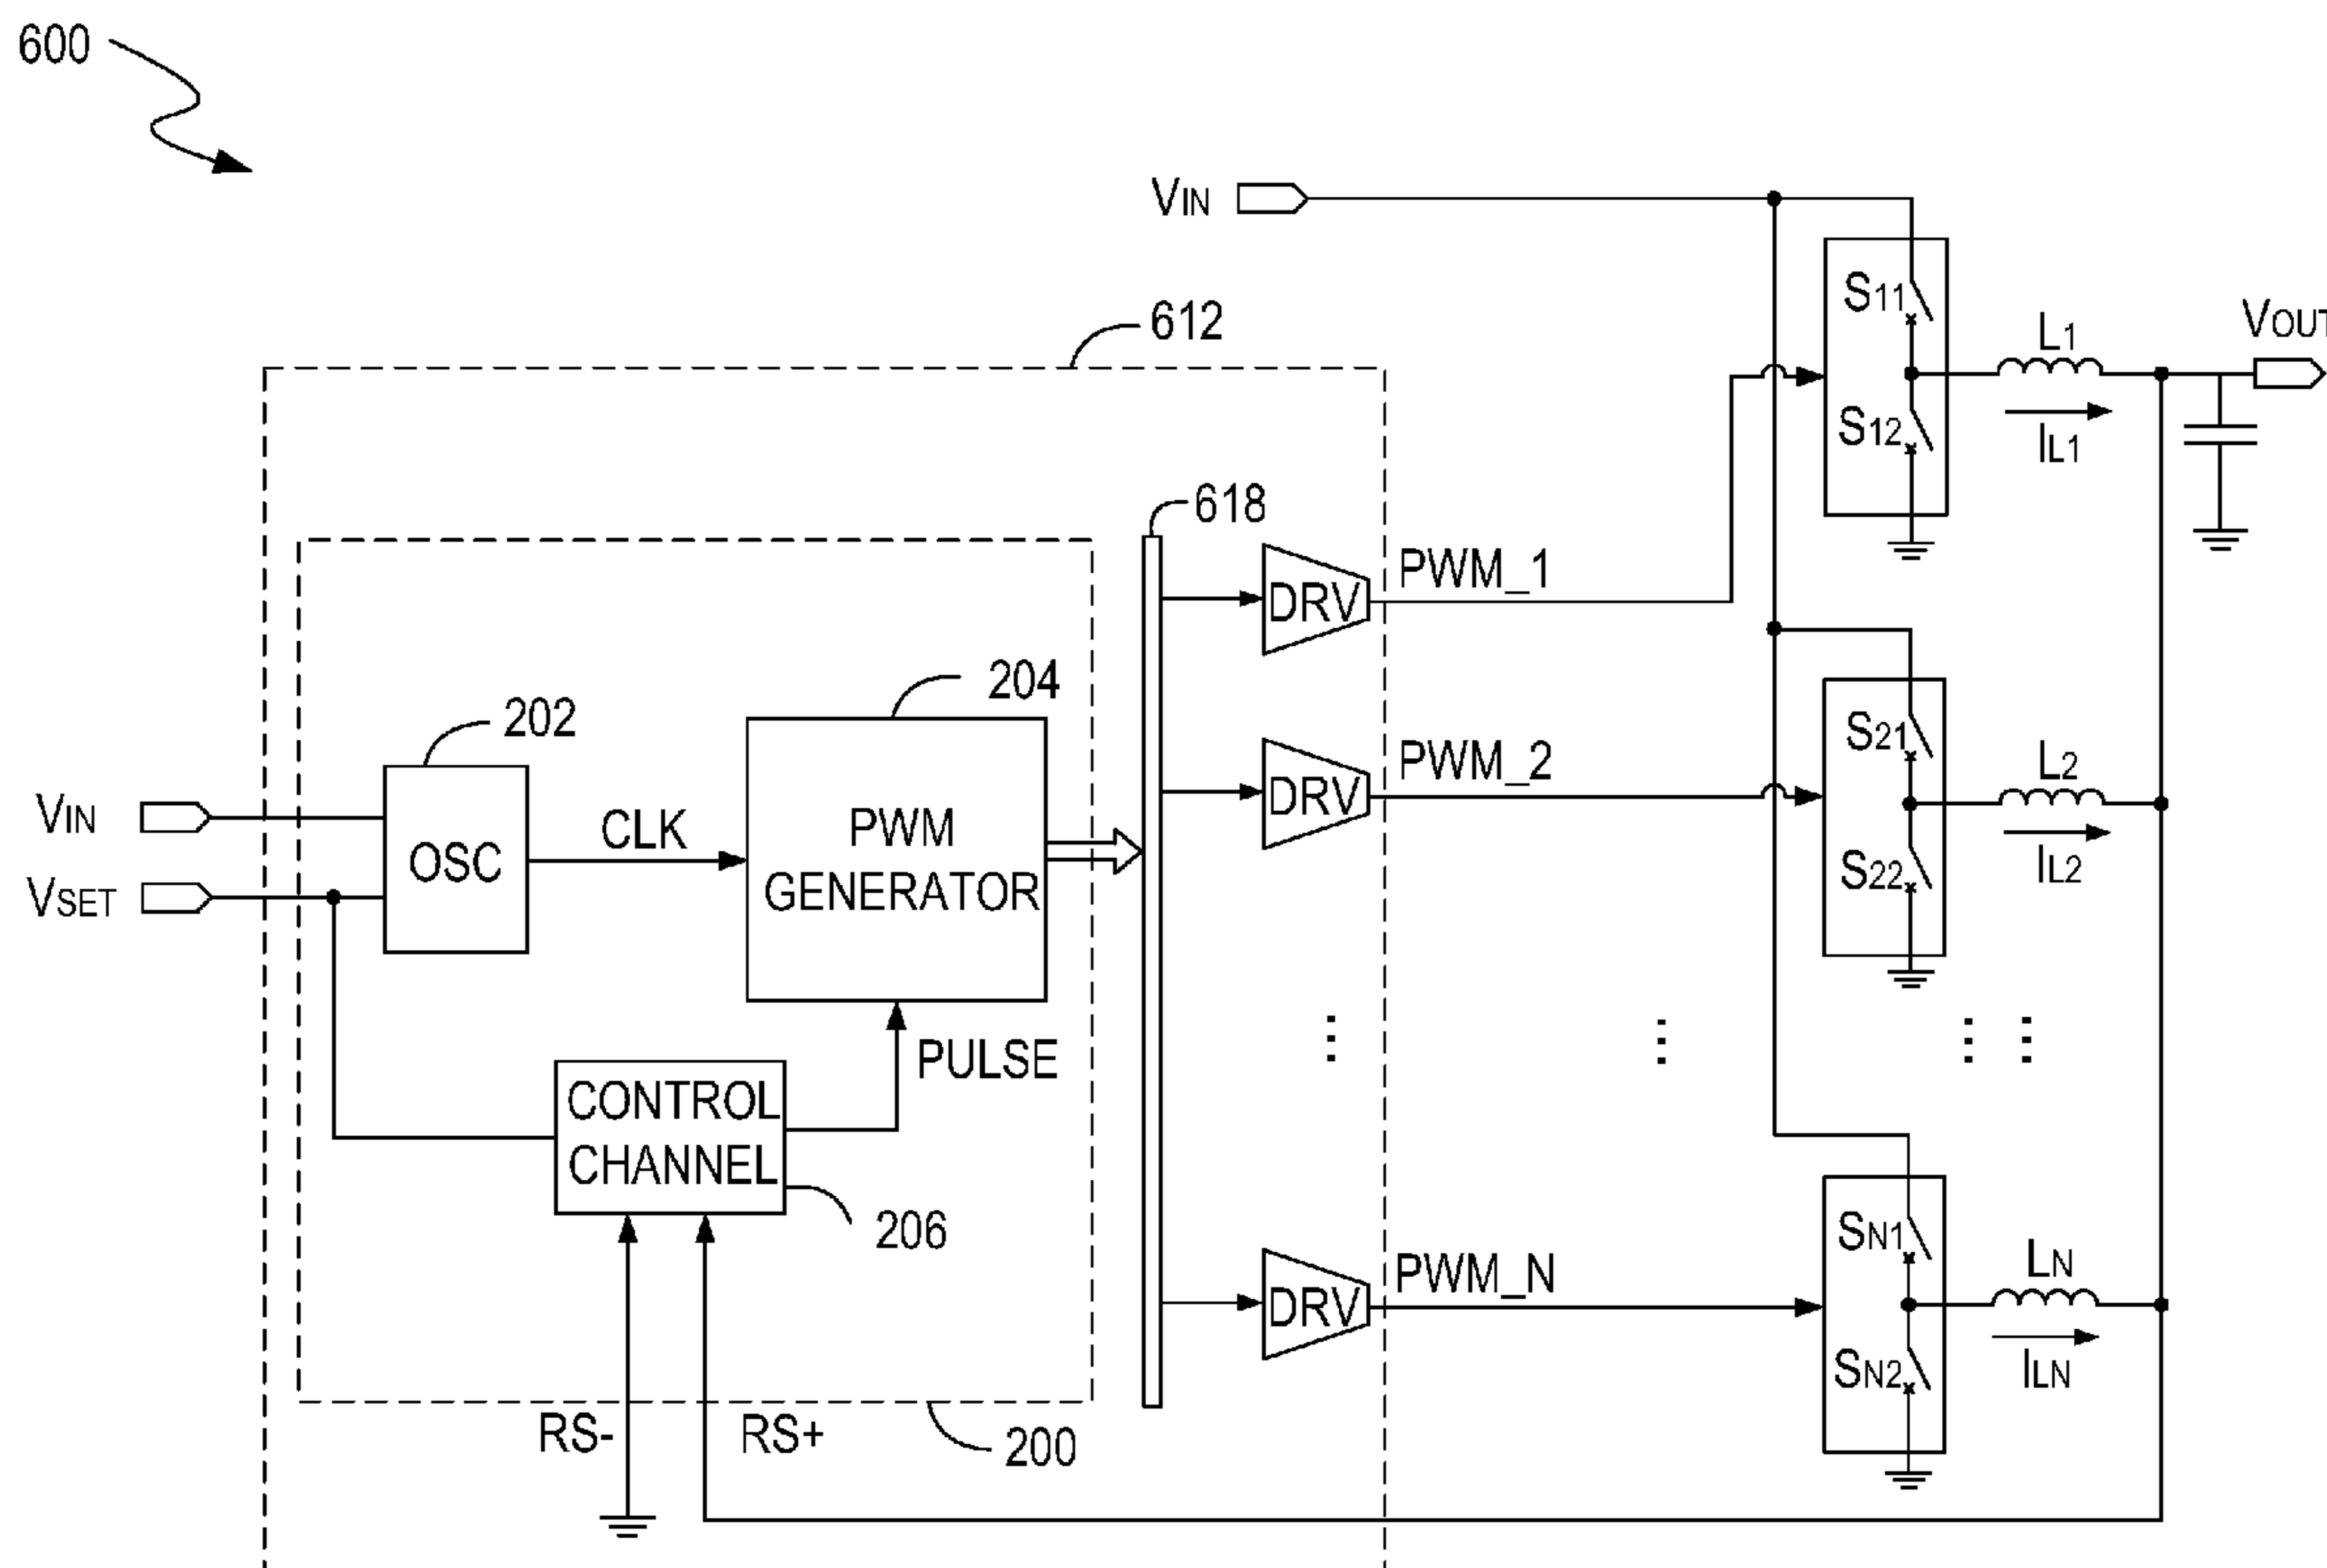 600
VIN
612
S11
S12
L1
IL1
VOUT
618
DRV
PWM_1
204
202
DRV
PWM_2
S21
S22
L2
IL2
VIN
VSET
OSC
CLK
PWM
GENERATOR
PULSE
CONTROL
CHANNEL
206
DRV
PWM_N
SN1
SN2
LN
ILN
RS-
RS+
200